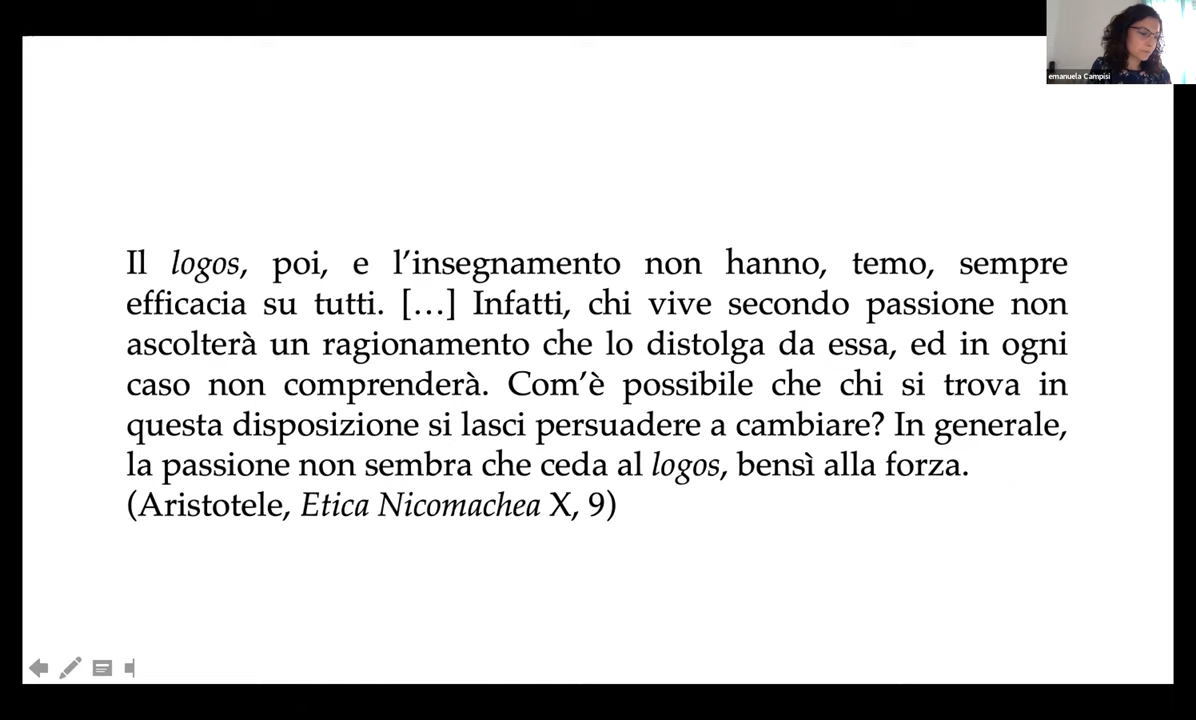 emanuela Campisi
Il logos, poi, e l’insegnamento non hanno, temo, sempre
efficacia su tutti. […] Infatti, chi vive secondo passione non
ascolterà un ragionamento che lo distolga da essa, ed in ogni
caso non comprenderà. Com’è possibile che chi si trova in
questa disposizione si lasci persuadere a cambiare? In generale,
la passione non sembra che ceda al logos, bensì alla forza.
(Aristotele, Etica Nicomachea X, 9)